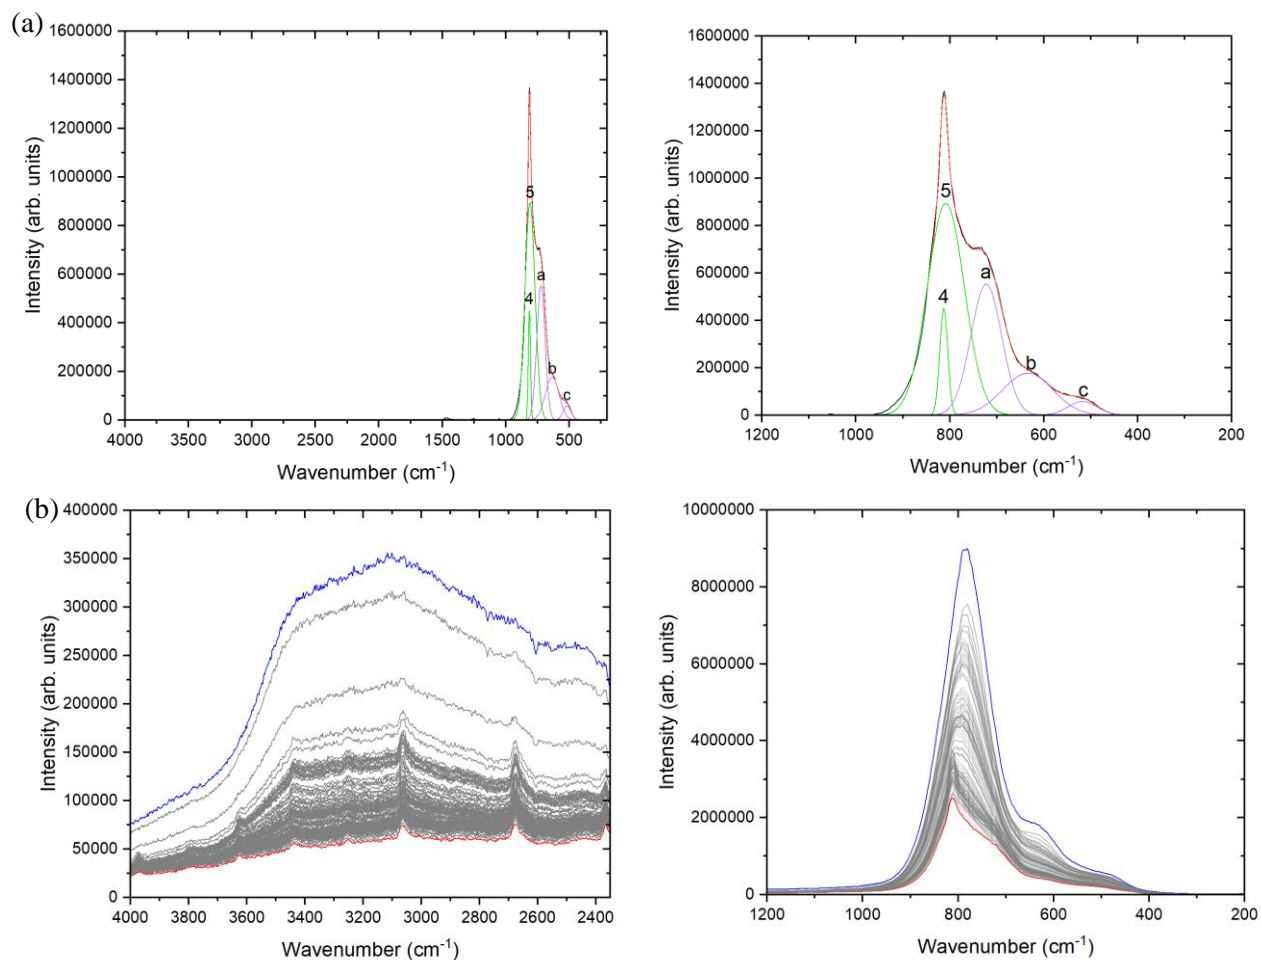 (a)
1600000
1400000
1200000
1000000
800000
600000
400000
200000
0
Intensity (arb. units)
5
a
4
b
c
4000 3500 3000 2500 2000 1500 1000 500
Wavenumber (cm⁻¹)
1600000
1400000
1200000
1000000
800000
600000
400000
200000
0
Intensity (arb. units)
5
a
4
b
c
1200 1000 800 600 400 200
Wavenumber (cm⁻¹)
(b)
400000
350000
300000
250000
200000
150000
100000
50000
0
Intensity (arb. units)
4000 3800 3600 3400 3200 3000 2800 2600 2400
Wavenumber (cm⁻¹)
10000000
8000000
6000000
4000000
2000000
0
Intensity (arb. units)
1200 1000 800 600 400 200
Wavenumber (cm⁻¹)